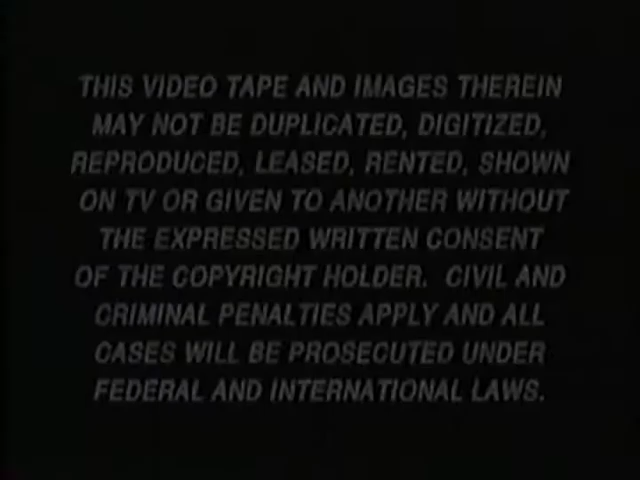 THIS VIDEO TAPE AND IMAGES THEREIN
MAY NOT BE DUPLICATED, DIGITIZED,
REPRODUCED, LEASED, RENTED, SHOWN
ON TV OR GIVEN TO ANOTHER WITHOUT
THE EXPRESSED WRITTEN CONSENT
OF THE COPYRIGHT HOLDER. CIVIL AND
CRIMINAL PENALTIES APPLY AND ALL
CASES WILL BE PROSECUTED UNDER
FEDERAL AND INTERNATIONAL LAWS.